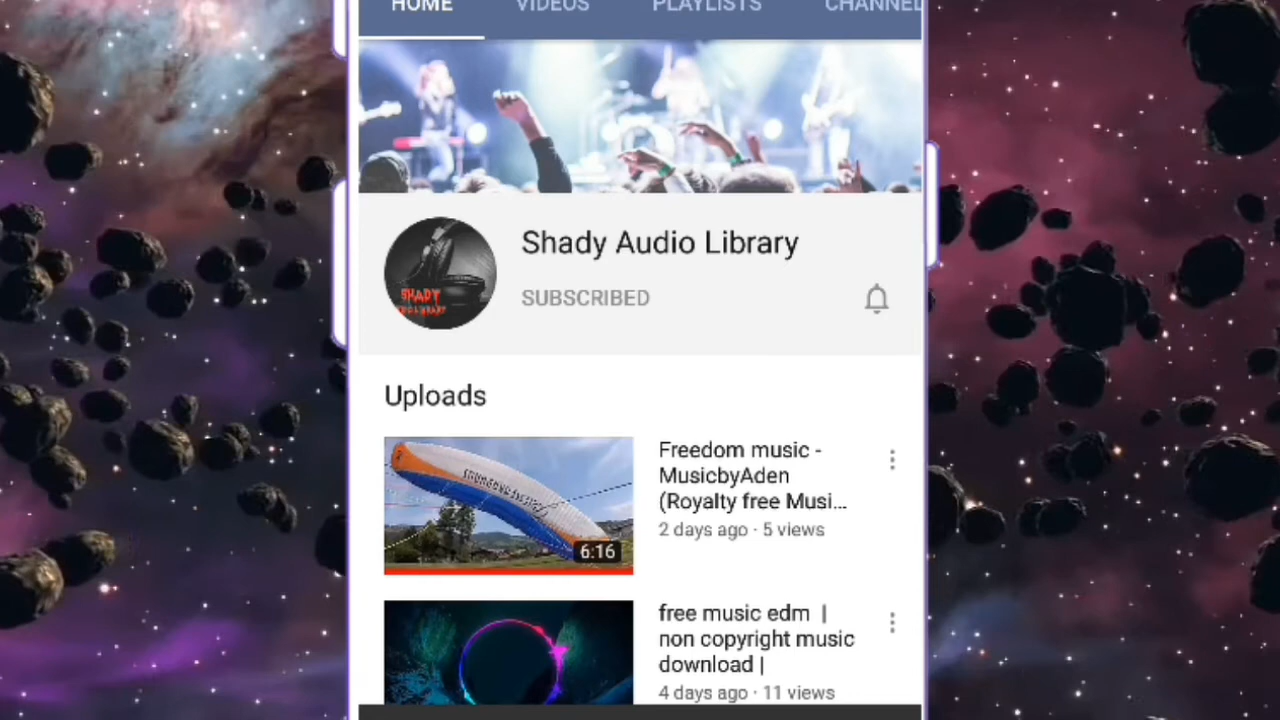 HOME VIDEOS PLAYLISTS CHANNEL
Shady Audio Library
SUBSCRIBED
SHADY
Uploads
Freedom music -
MusicbyAden
(Royalty free Musi...
2 days ago · 5 views
6:16
free music edm |
non copyright music
download |
4 days ago · 11 views